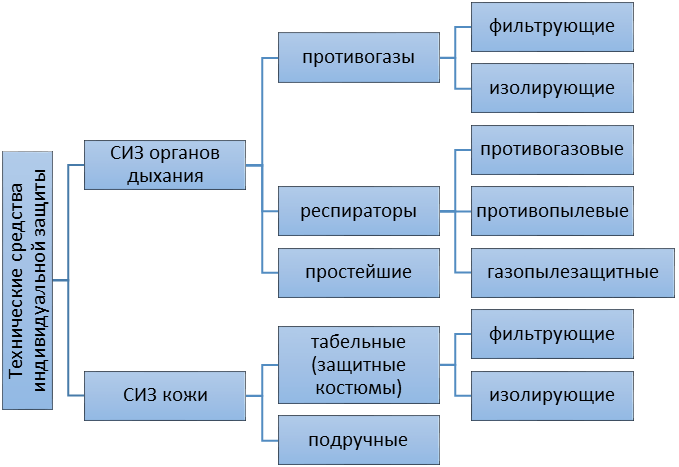 Технические средства
индивидуальной защиты
СИЗ органов
дыхания
противогазы
фильтрующие
изолирующие
респираторы
противогазовые
противопылевые
газопылезащитные
простейшие
СИЗ кожи
табельные
(защитные
костюмы)
фильтрующие
изолирующие
подручные